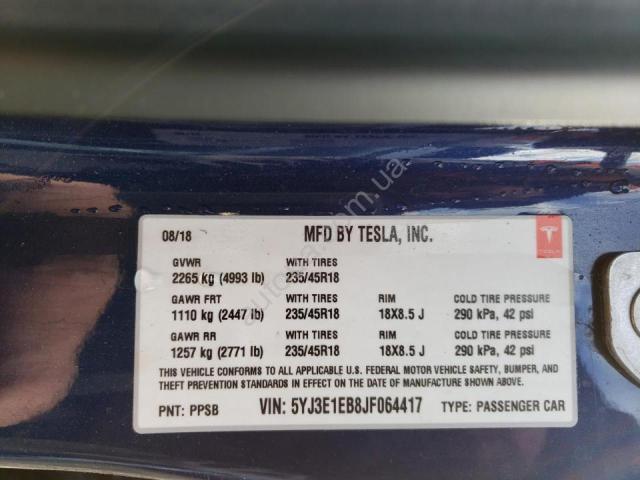 08/18 MFD BY TESLA, INC.
TESLA
GVWR WITH TIRES
2265 kg (4993 lb) 235/45R18
GAWR FRT WITH TIRES RIM COLD TIRE PRESSURE
1110 kg (2447 lb) 235/45R18 18X8.5 J 290 kPa, 42 psi
GAWR RR WITH TIRES RIM COLD TIRE PRESSURE
1257 kg (2771 lb) 235/45R18 18X8.5 J 290 kPa, 42 psi
THIS VEHICLE CONFORMS TO ALL APPLICABLE U.S. FEDERAL MOTOR VEHICLE SAFETY, BUMPER, AND
THEFT PREVENTION STANDARDS IN EFFECT ON THE DATE OF MANUFACTURE SHOWN ABOVE.
PNT: PPSB VIN: 5YJ3E1EB8JF064417 TYPE: PASSENGER CAR